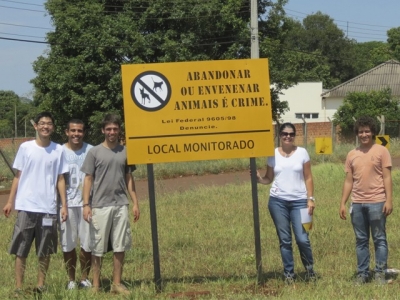 ABANDONAR
OU ENVENENAR
ANIMAIS É CRIME.
Lei Federal 9605/98
Denuncie.
LOCAL MONITORADO